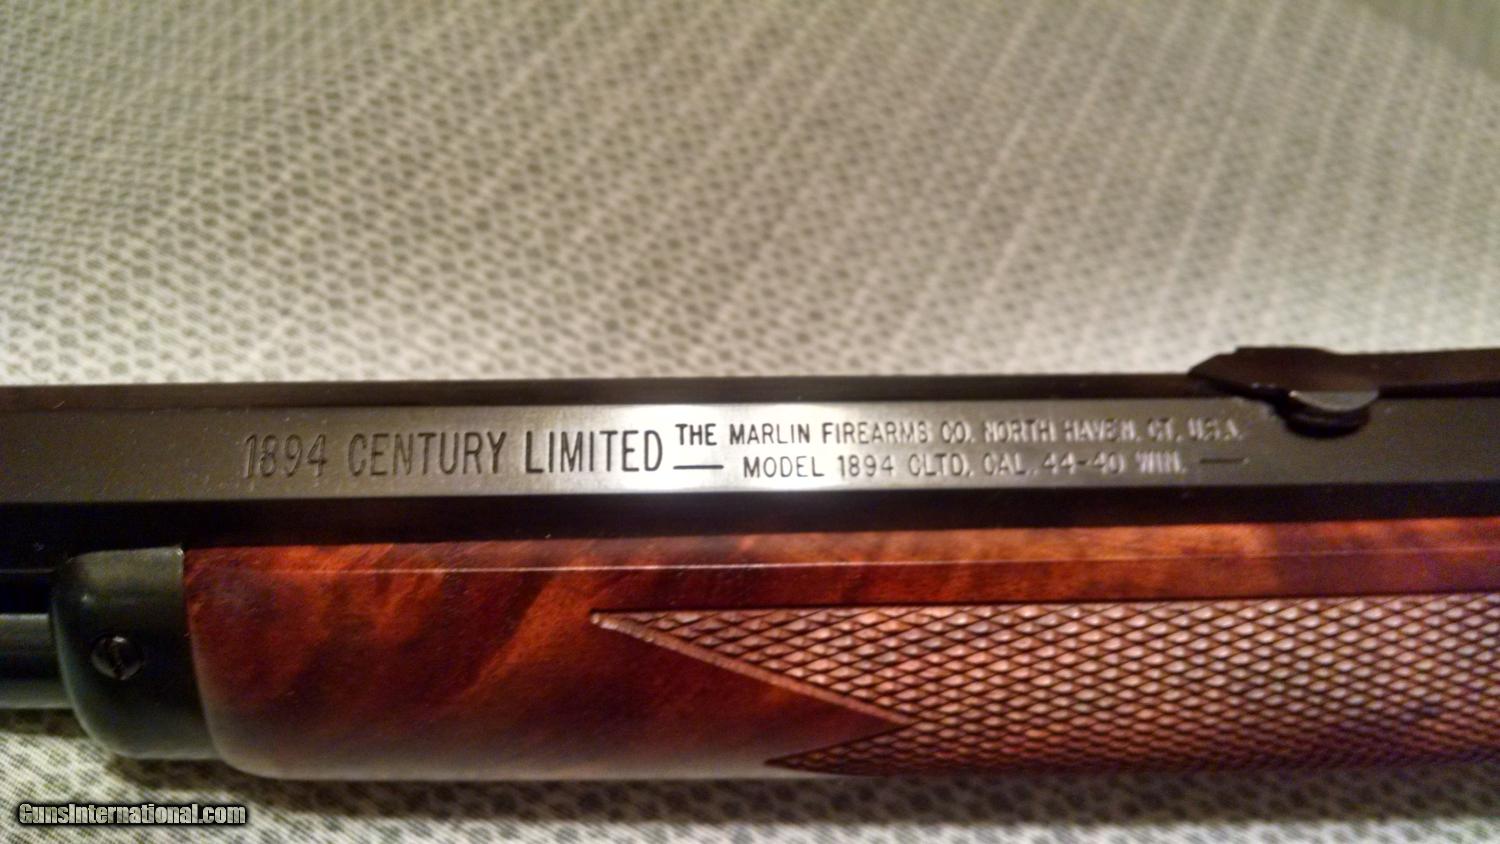 1894 CENTURY LIMITED
THE MARLIN FIREARMS CO. NORTH HAVEN, CT. U.S.A.
— MODEL 1894 CLTD. CAL. 44-40 WIN. —
GunsInternational.com